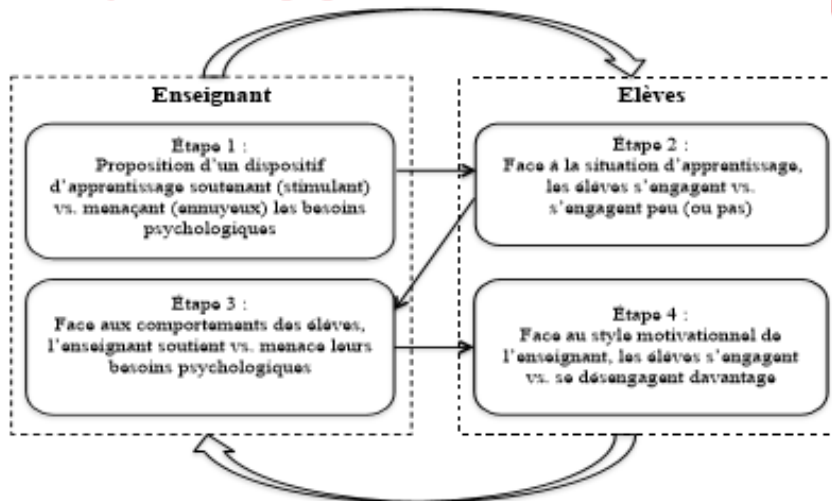 Enseignant
Étape 1 :
Proposition d'un dispositif
d'apprentissage soutenant (stimulant)
vs. menaçant (ennuyeux) les besoins
psychologiques
Étape 3 :
Face aux comportements des élèves,
l'enseignant soutient vs. menace leurs
besoins psychologiques
Elèves
Étape 2 :
Face à la situation d'apprentissage,
les élèves s'engagent vs.
s'engagent peu (ou pas)
Étape 4 :
Face au style motivationnel de
l'enseignant, les élèves s'engagent
vs. se désengagent davantage